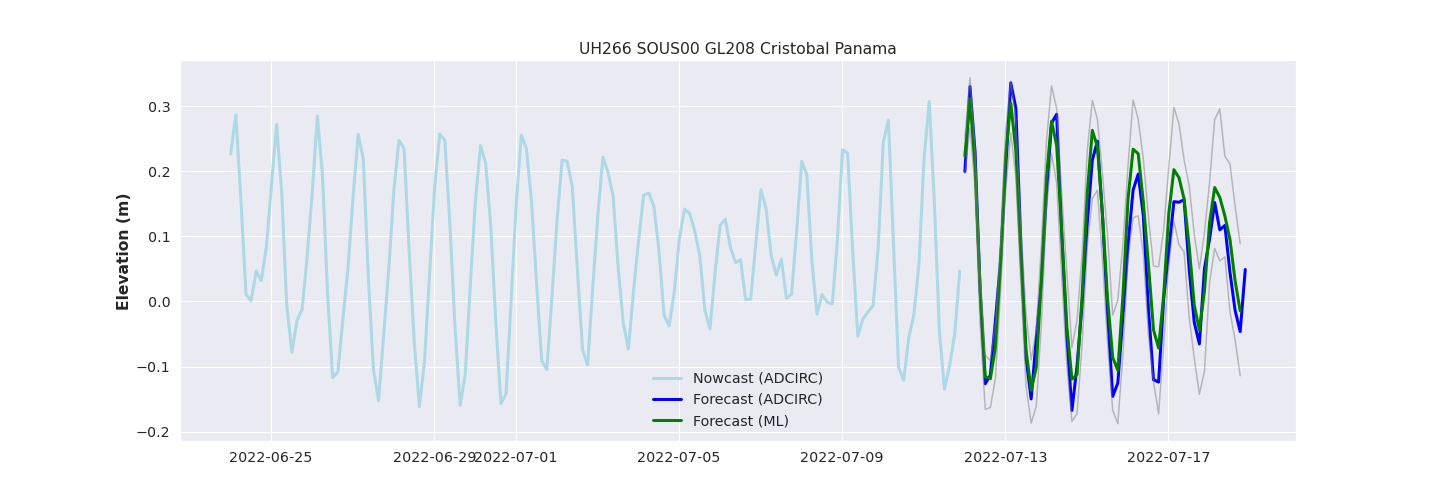 UH266 SOUS00 GL208 Cristobal Panama
Elevation (m)
0.3
0.2
0.1
0.0
−0.1
−0.2
Nowcast (ADCIRC)
Forecast (ADCIRC)
Forecast (ML)
2022-06-25 2022-06-29 2022-07-01 2022-07-05 2022-07-09 2022-07-13 2022-07-17